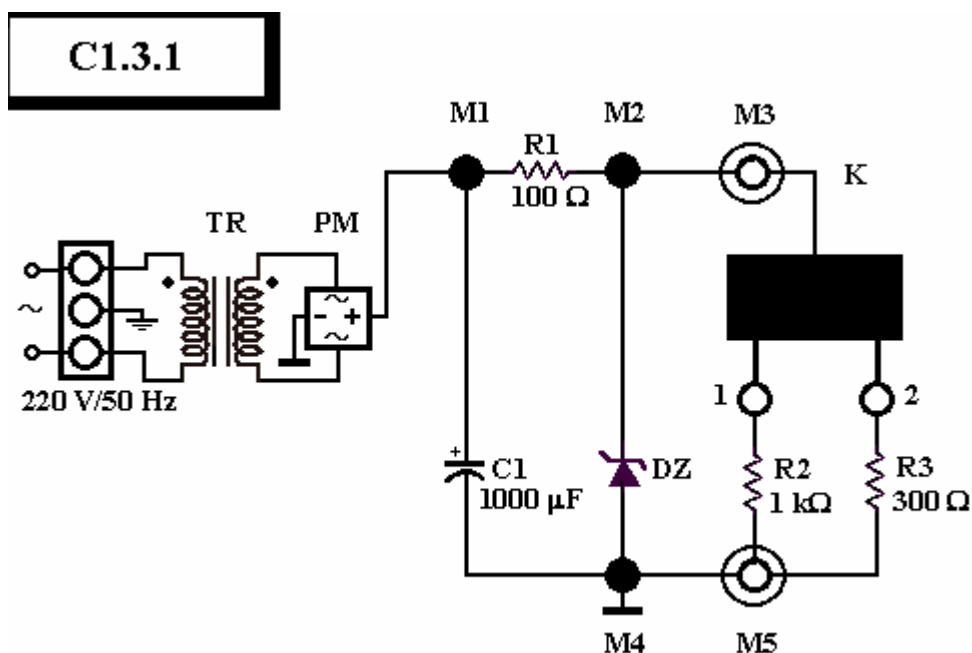 C1.3.1
M1
M2
M3
R1
100 Ω
K
TR
PM
~
-
+
~
~
220 V/50 Hz
1
2
+
C1
1000 µF
DZ
R2
1 kΩ
R3
300 Ω
M4
M5